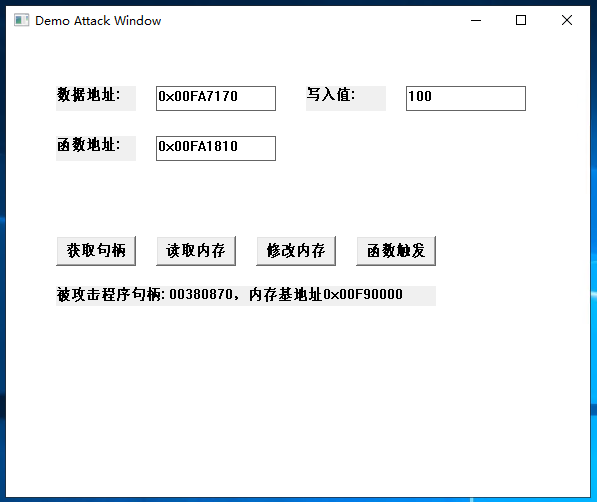 Demo Attack Window
数据地址: 0x00FA7170 写入值: 100
函数地址: 0x00FA1810
获取句柄 读取内存 修改内存 函数触发
被攻击程序句柄: 00380870，内存基地址0x00F90000